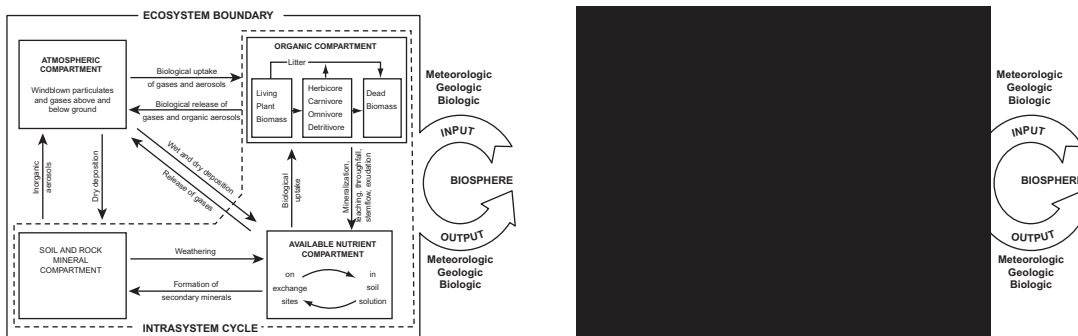 ECOSYSTEM BOUNDARY
ATMOSPHERIC
COMPARTMENT
Windblown particulates
and gases above and
below ground
Biological uptake
of gases and aerosols
Biological release of
gases and organic aerosols
ORGANIC COMPARTMENT
Litter
Living
Plant
Biomass
Herbicore
Carnivore
Omnivore
Detritivore
Dead
Biomass
Inorganic
aerosols
Dry deposition
Wet and dry deposition
Release of gases
Biological
uptake
Mineralization,
leaching, throughfall,
stemflow, exudation
SOIL AND ROCK
MINERAL
COMPARTMENT
Weathering
Formation of
secondary minerals
AVAILABLE NUTRIENT
COMPARTMENT
on
exchange
sites
in
soil
solution
INTRASYSTEM CYCLE
Meteorologic
Geologic
Biologic
INPUT
BIOSPHERE
OUTPUT
Meteorologic
Geologic
Biologic
Meteorologic
Geologic
Biologic
INPUT
BIOSPHERE
OUTPUT
Meteorologic
Geologic
Biologic